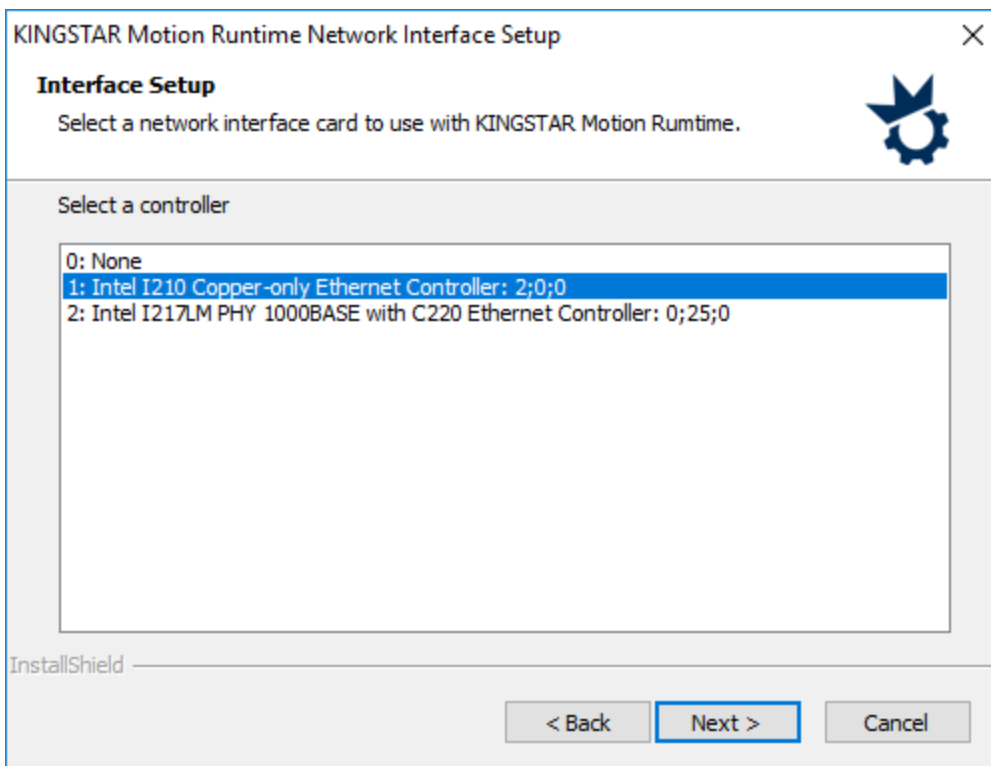 KINGSTAR Motion Runtime Network Interface Setup
Interface Setup
Select a network interface card to use with KINGSTAR Motion Rumtime.
Select a controller
0: None
1: Intel I210 Copper-only Ethernet Controller: 2;0;0
2: Intel I217LM PHY 1000BASE with C220 Ethernet Controller: 0;25;0
InstallShield
< Back
Next >
Cancel